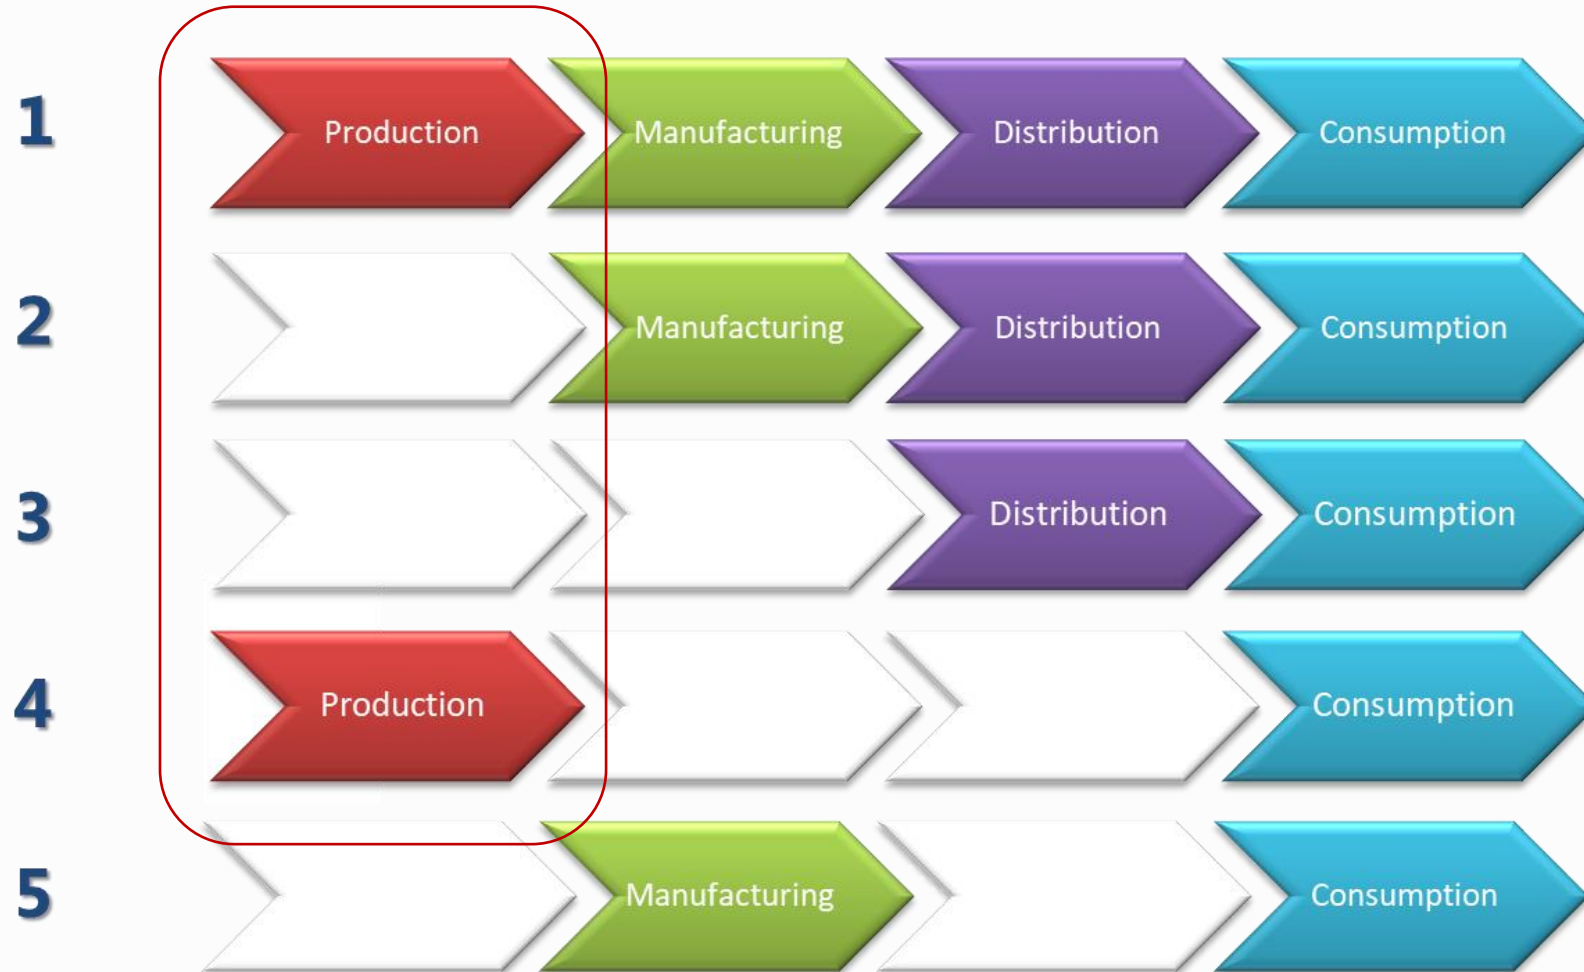 1 Production Manufacturing Distribution Consumption
2 Manufacturing Distribution Consumption
3 Distribution Consumption
4 Production Consumption
5 Manufacturing Consumption